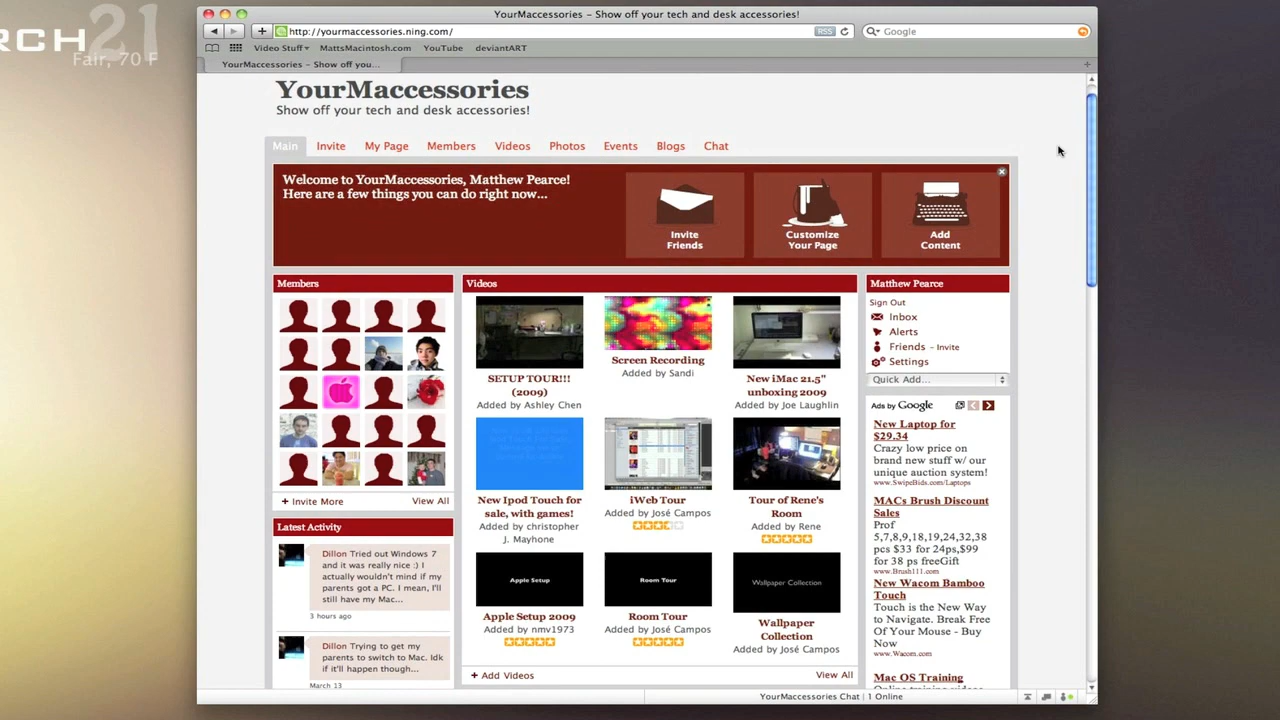 RCH 21
Fair, 70 F
YourMaccessories – Show off your tech and desk accessories!
http://yourmaccessories.ning.com/
RSS
Google
Video Stuff
MattsMacintosh.com
YouTube
deviantART
YourMaccessories – Show off you...
YourMaccessories
Show off your tech and desk accessories!
Main
Invite
My Page
Members
Videos
Photos
Events
Blogs
Chat
Welcome to YourMaccessories, Matthew Pearce!
Here are a few things you can do right now...
Invite
Friends
Customize
Your Page
Add
Content
Members
+ Invite More
View All
Latest Activity
Dillon Tried out Windows 7
and it was really nice :) I
actually wouldn't mind if my
parents got a PC. I mean, I'll
still have my Mac...
3 hours ago
Dillon Trying to get my
parents to switch to Mac. Idk
if it'll happen though...
March 13
Videos
SETUP TOUR!!!
(2009)
Added by Ashley Chen
Screen Recording
Added by Sandi
New iMac 21.5"
unboxing 2009
Added by Joe Laughlin
New Ipod Touch for
sale, with games!
Added by christopher
J. Mayhone
iWeb Tour
Added by José Campos
Tour of Rene's
Room
Added by Rene
Apple Setup
Apple Setup 2009
Added by nmv1973
Room Tour
Room Tour
Added by José Campos
Wallpaper Collection
Wallpaper
Collection
Added by José Campos
+ Add Videos
View All
Matthew Pearce
Sign Out
Inbox
Alerts
Friends – Invite
Settings
Quick Add...
Ads by Google
New Laptop for
$29.34
Crazy low price on
brand new stuff w/ our
unique auction system!
www.SwipeBids.com/Laptops
MACs Brush Discount
Sales
Prof
5,7,8,9,18,19,24,32,38
pcs $33 for 24ps,$99
for 38 ps freeGift
www.Brush111.com
New Wacom Bamboo
Touch
Touch is the New Way
to Navigate. Break Free
Of Your Mouse - Buy
Now
www.Wacom.com
Mac OS Training
Online training videos
YourMaccessories Chat | 1 Online